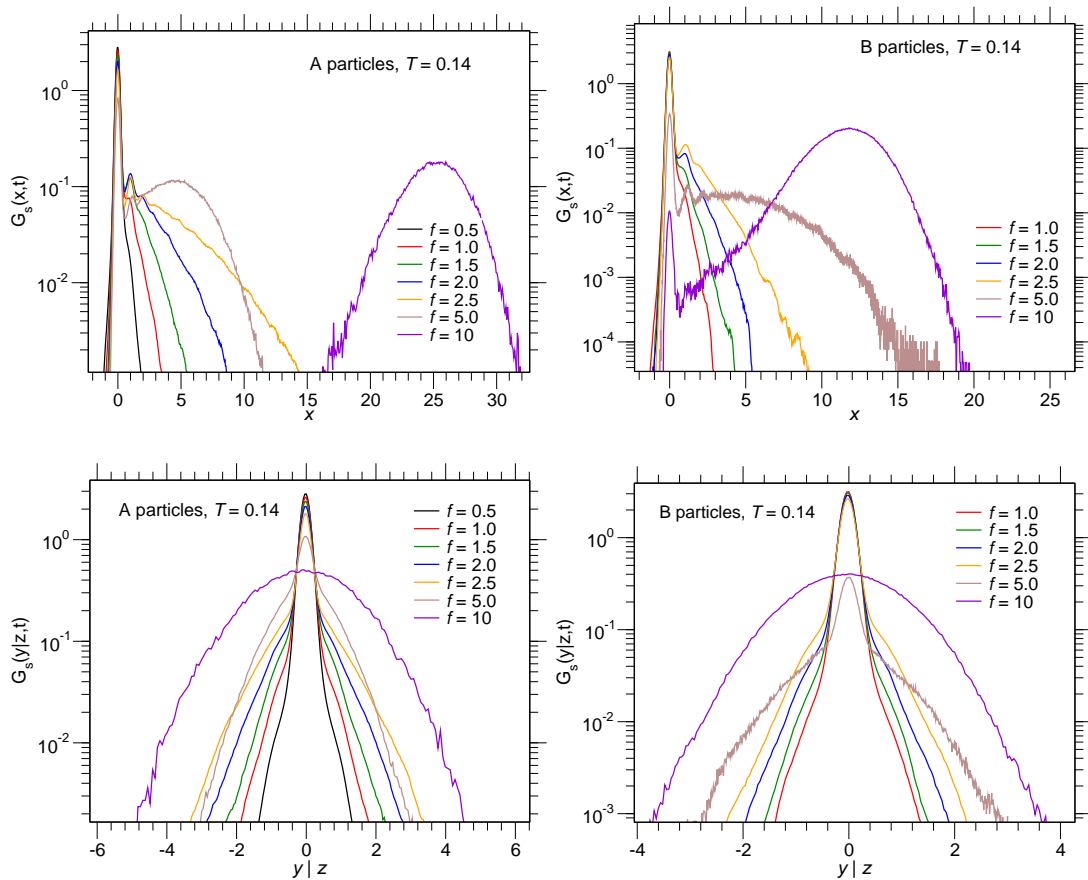 A particles, T = 0.14
G_s(x,t)
10^0
10^-1
10^-2
f = 0.5
f = 1.0
f = 1.5
f = 2.0
f = 2.5
f = 5.0
f = 10
0 5 10 15 20 25 30
x
B particles, T = 0.14
G_s(x,t)
10^0
10^-1
10^-2
10^-3
10^-4
f = 1.0
f = 1.5
f = 2.0
f = 2.5
f = 5.0
f = 10
0 5 10 15 20 25
x
A particles, T = 0.14
G_s(y|z,t)
10^0
10^-1
10^-2
f = 0.5
f = 1.0
f = 1.5
f = 2.0
f = 2.5
f = 5.0
f = 10
-6 -4 -2 0 2 4 6
y | z
B particles, T = 0.14
G_s(y|z,t)
10^0
10^-1
10^-2
10^-3
f = 1.0
f = 1.5
f = 2.0
f = 2.5
f = 5.0
f = 10
-4 -2 0 2 4
y | z